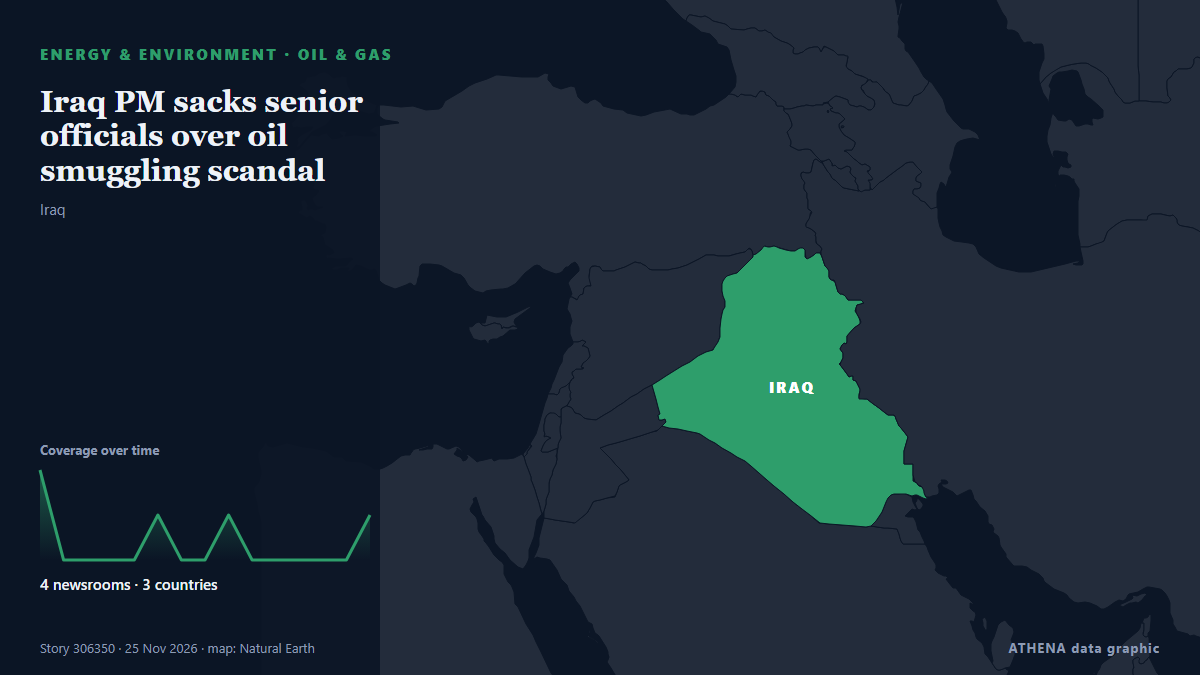 ENERGY & ENVIRONMENT · OIL & GAS
Iraq PM sacks senior
officials over oil
smuggling scandal
Iraq
IRAQ
Coverage over time
4 newsrooms · 3 countries
Story 306350 · 25 Nov 2026 · map: Natural Earth
ATHENA data graphic